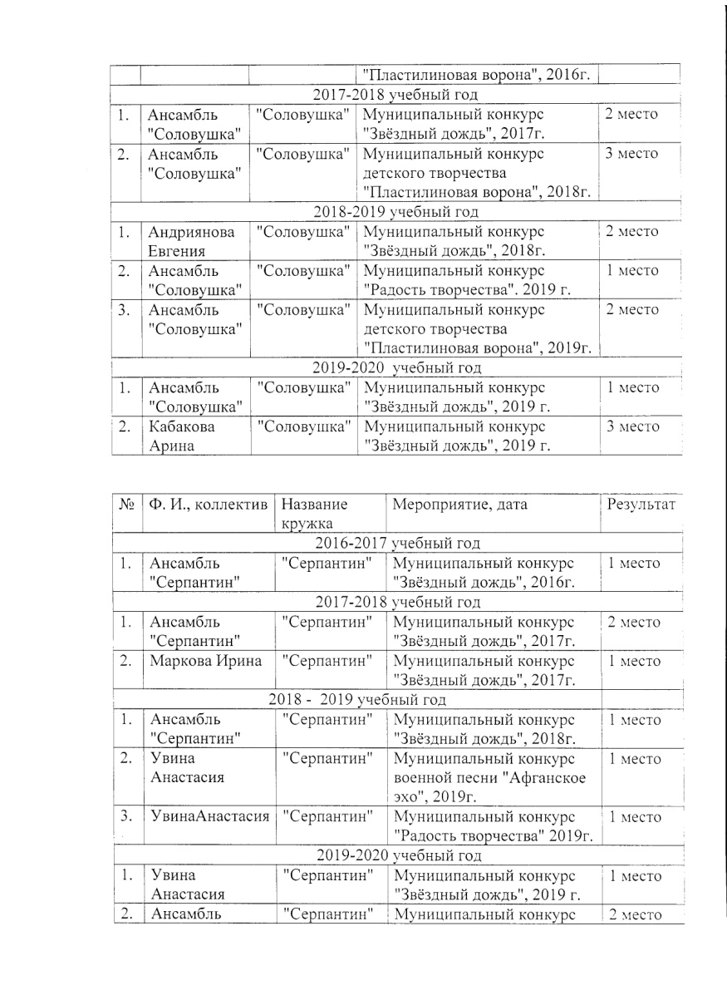 "Пластилиновая ворона", 2016г.
2017-2018 учебный год
1. Ансамбль "Соловушка" Муниципальный конкурс 2 место
"Соловушка" "Звёздный дождь", 2017г.
2. Ансамбль "Соловушка" Муниципальный конкурс 3 место
"Соловушка" детского творчества
"Пластилиновая ворона", 2018г.
2018-2019 учебный год
1. Андриянова "Соловушка" Муниципальный конкурс 2 место
Евгения "Звёздный дождь", 2018г.
2. Ансамбль "Соловушка" Муниципальный конкурс 1 место
"Соловушка" "Радость творчества". 2019 г.
3. Ансамбль "Соловушка" Муниципальный конкурс 2 место
"Соловушка" детского творчества
"Пластилиновая ворона", 2019г.
2019-2020 учебный год
1. Ансамбль "Соловушка" Муниципальный конкурс 1 место
"Соловушка" "Звёздный дождь", 2019 г.
2. Кабакова "Соловушка" Муниципальный конкурс 3 место
Арина "Звёздный дождь", 2019 г.
№ Ф. И., коллектив Название Мероприятие, дата Результат
кружка
2016-2017 учебный год
1. Ансамбль "Серпантин" Муниципальный конкурс 1 место
"Серпантин" "Звёздный дождь", 2016г.
2017-2018 учебный год
1. Ансамбль "Серпантин" Муниципальный конкурс 2 место
"Серпантин" "Звёздный дождь", 2017г.
2. Маркова Ирина "Серпантин" Муниципальный конкурс 1 место
"Звёздный дождь", 2017г.
2018 - 2019 учебный год
1. Ансамбль "Серпантин" Муниципальный конкурс 1 место
"Серпантин" "Звёздный дождь", 2018г.
2. Увина "Серпантин" Муниципальный конкурс 1 место
Анастасия военной песни "Афганское
эхо", 2019г.
3. УвинаАнастасия "Серпантин" Муниципальный конкурс 1 место
"Радость творчества" 2019г.
2019-2020 учебный год
1. Увина "Серпантин" Муниципальный конкурс 1 место
Анастасия "Звёздный дождь", 2019 г.
2. Ансамбль "Серпантин" Муниципальный конкурс 2 место